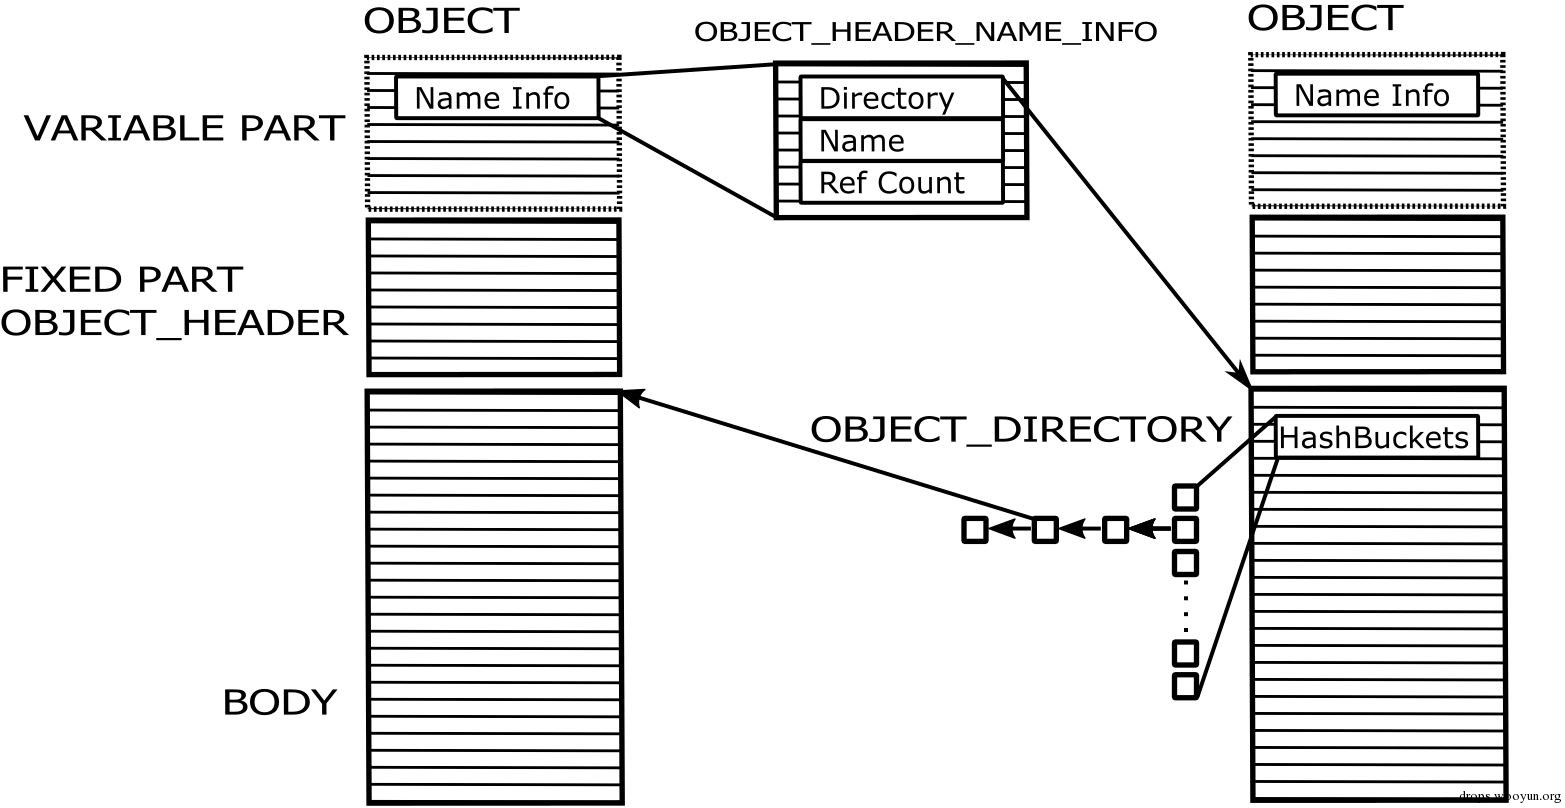 OBJECT
OBJECT_HEADER_NAME_INFO
OBJECT
VARIABLE PART
Name Info
Directory
Name
Ref Count
Name Info
FIXED PART
OBJECT_HEADER
OBJECT_DIRECTORY
HashBuckets
BODY
drops.wooyun.org